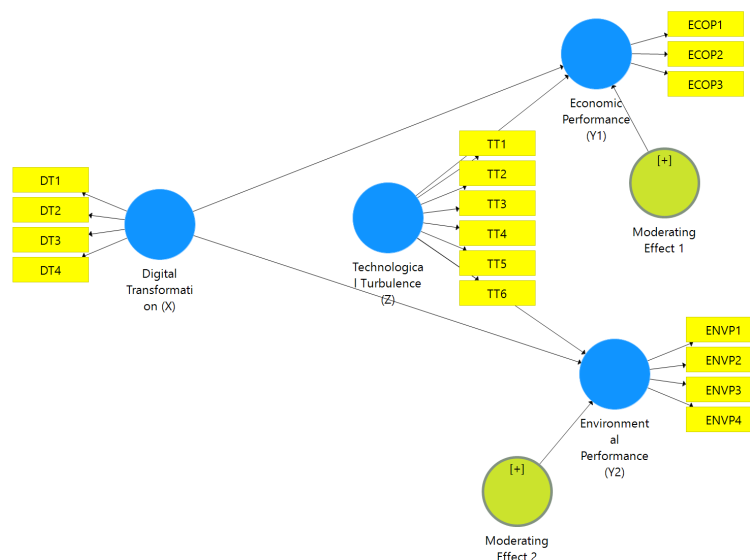 ECOP1
ECOP2
ECOP3
Economic
Performance
(Y1)
[+]
Moderating
Effect 1
DT1
DT2
DT3
DT4
Digital
Transformati
on (X)
TT1
TT2
TT3
TT4
TT5
TT6
Technologica
l Turbulence
(Z)
ENVP1
ENVP2
ENVP3
ENVP4
Environment
al
Performance
(Y2)
[+]
Moderating
Effect 2